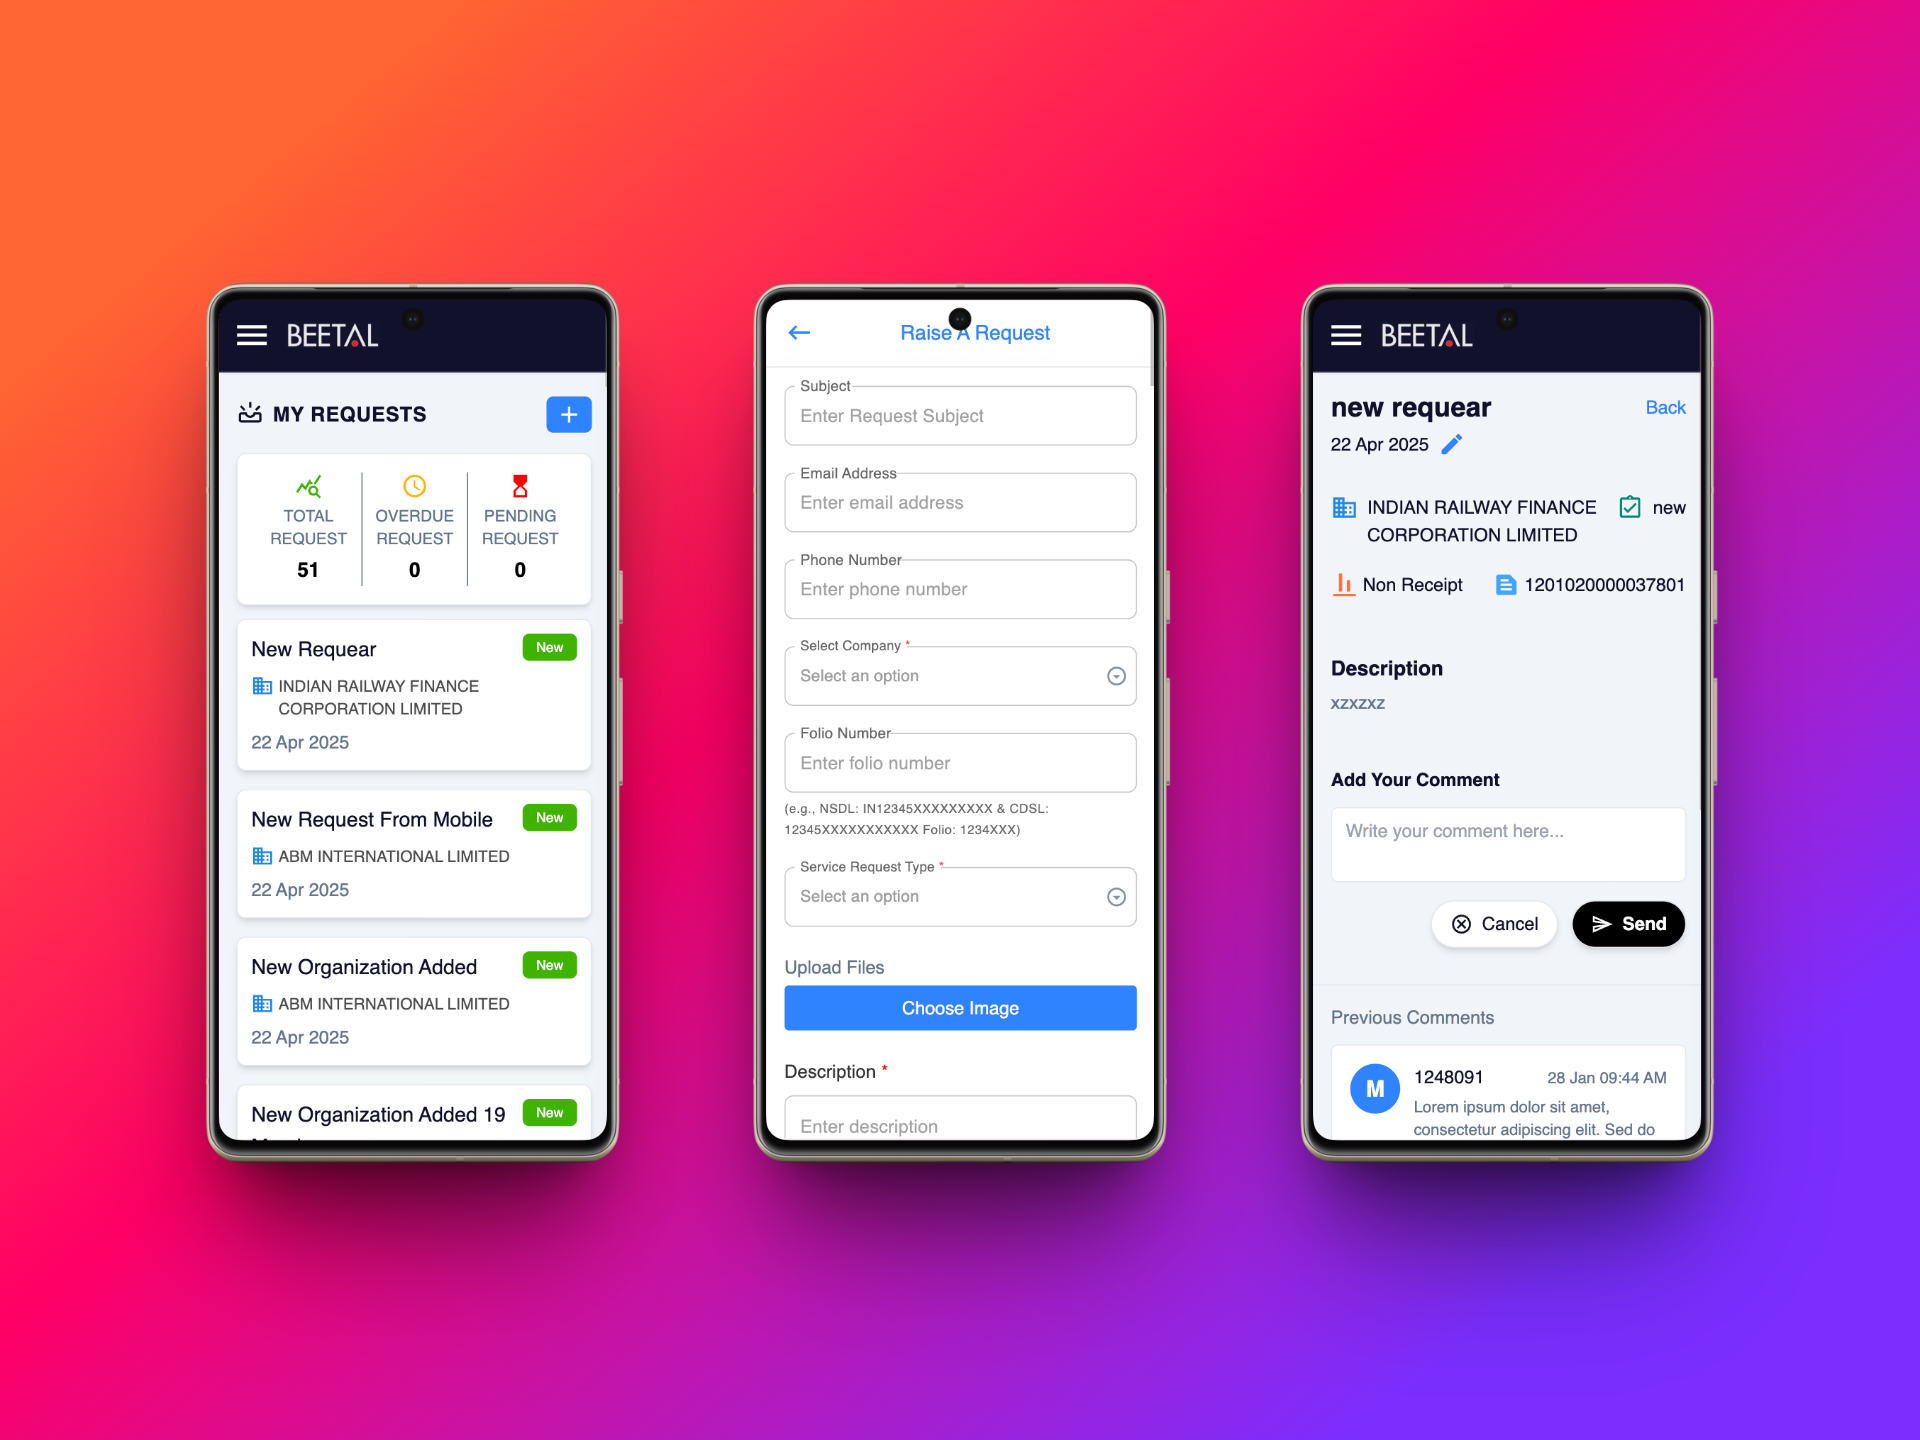 BEETAL
MY REQUESTS
+
TOTAL
REQUEST
51
OVERDUE
REQUEST
0
PENDING
REQUEST
0
New Requear
New
INDIAN RAILWAY FINANCE
CORPORATION LIMITED
22 Apr 2025
New Request From Mobile
New
ABM INTERNATIONAL LIMITED
22 Apr 2025
New Organization Added
New
ABM INTERNATIONAL LIMITED
22 Apr 2025
New Organization Added 19
New
Raise A Request
Subject
Enter Request Subject
Email Address
Enter email address
Phone Number
Enter phone number
Select Company *
Select an option
Folio Number
Enter folio number
(e.g., NSDL: IN12345XXXXXXXXX & CDSL:
12345XXXXXXXXXXX Folio: 1234XXX)
Service Request Type *
Select an option
Upload Files
Choose Image
Description *
Enter description
BEETAL
new requear
Back
22 Apr 2025
INDIAN RAILWAY FINANCE
CORPORATION LIMITED
new
Non Receipt
1201020000037801
Description
xzxzxz
Add Your Comment
Write your comment here...
Cancel
Send
Previous Comments
M
1248091
28 Jan 09:44 AM
Lorem ipsum dolor sit amet,
consectetur adipiscing elit. Sed do